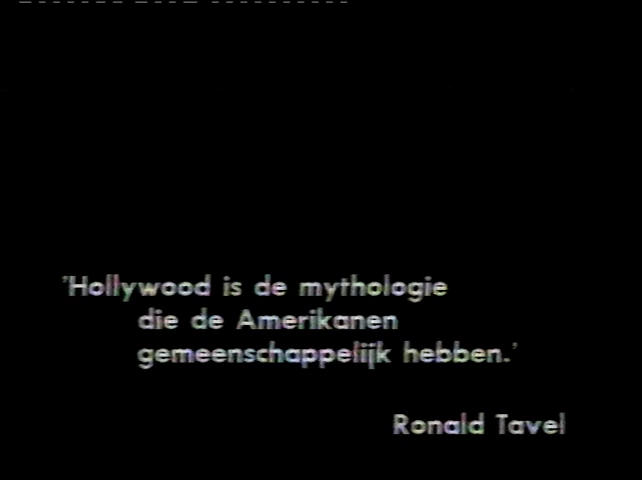 'Hollywood is de mythologie
die de Amerikanen
gemeenschappelijk hebben.'
Ronald Tavel